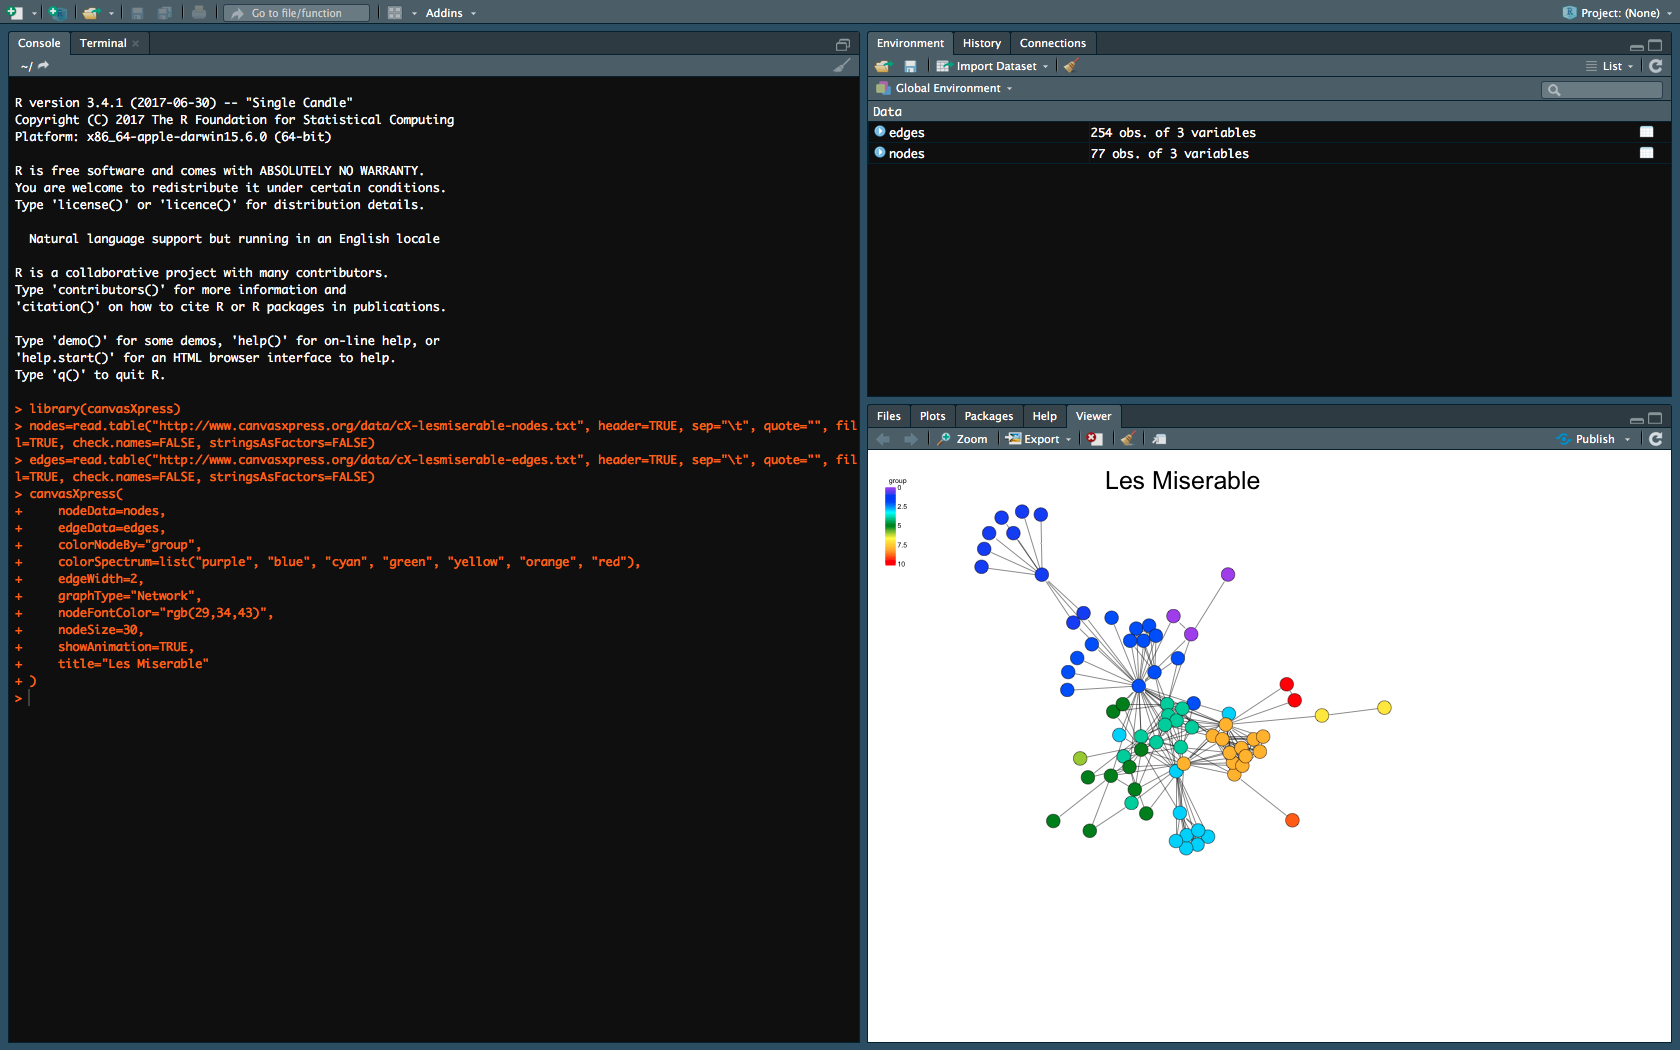 Go to file/function
Addins
Project: (None)
Console
Terminal
~/
R version 3.4.1 (2017-06-30) -- "Single Candle"
Copyright (C) 2017 The R Foundation for Statistical Computing
Platform: x86_64-apple-darwin15.6.0 (64-bit)
R is free software and comes with ABSOLUTELY NO WARRANTY.
You are welcome to redistribute it under certain conditions.
Type 'license()' or 'licence()' for distribution details.
Natural language support but running in an English locale
R is a collaborative project with many contributors.
Type 'contributors()' for more information and
'citation()' on how to cite R or R packages in publications.
Type 'demo()' for some demos, 'help()' for on-line help, or
'help.start()' for an HTML browser interface to help.
Type 'q()' to quit R.
> library(canvasXpress)
> nodes=read.table("http://www.canvasxpress.org/data/cX-lesmiserable-nodes.txt", header=TRUE, sep="\t", quote="", fil
l=TRUE, check.names=FALSE, stringsAsFactors=FALSE)
> edges=read.table("http://www.canvasxpress.org/data/cX-lesmiserable-edges.txt", header=TRUE, sep="\t", quote="", fil
l=TRUE, check.names=FALSE, stringsAsFactors=FALSE)
> canvasXpress(
+ nodeData=nodes,
+ edgeData=edges,
+ colorNodeBy="group",
+ colorSpectrum=list("purple", "blue", "cyan", "green", "yellow", "orange", "red"),
+ edgeWidth=2,
+ graphType="Network",
+ nodeFontColor="rgb(29,34,43)",
+ nodeSize=30,
+ showAnimation=TRUE,
+ title="Les Miserable"
+ )
>
Environment
History
Connections
Import Dataset
List
Global Environment
Data
edges 254 obs. of 3 variables
nodes 77 obs. of 3 variables
Files
Plots
Packages
Help
Viewer
Zoom
Export
Publish
Les Miserable
group
0
2.5
5
7.5
10